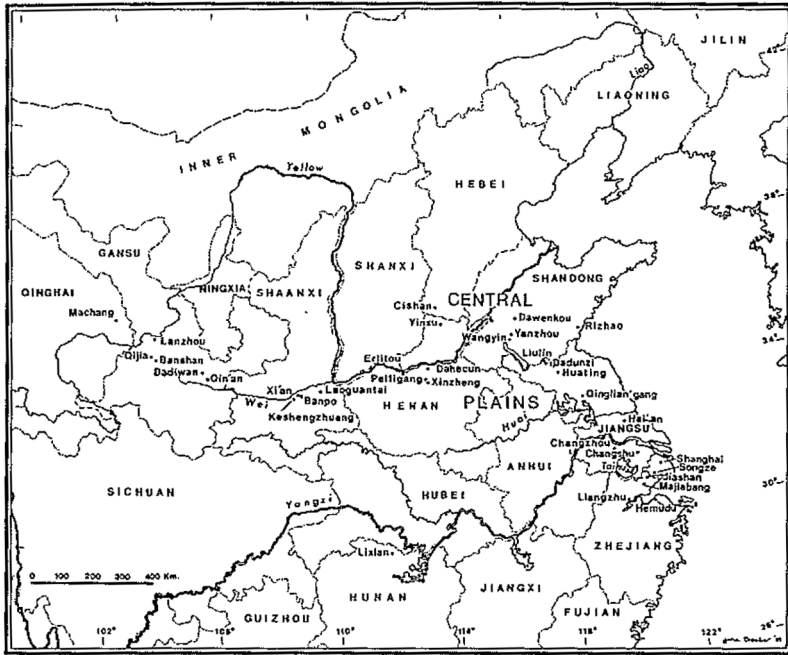 JILIN
42°
Liao
LIAONING
INNER MONGOLIA
Yellow
HEBEI
38°
GANSU
NINGXIA
SHAANXI
SHANXI
SHANDONG
QINGHAI
Machang
Cishan
CENTRAL
Yinxu
Dawenkou
Wangyin
Yanzhou
Rizhao
34°
Lanzhou
Qijia
Banshan
Dadiwan
Qin'an
Erlitou
Dahecun
Liulin
Dadunzi
Huating
Peiligang
Xinzheng
Xi'an
Laoguantai
Banpo
Wei
Keshengzhuang
HENAN
PLAINS
Huai
Qinglian'gang
Hai'an
JIANGSU
Changzhou
Changshu
Shanghai
Taihu
Songze
Jiashan
Majiabang
ANHUI
SICHUAN
HUBEI
30°
Yangzi
Liangzhu
Hemudu
ZHEJIANG
Lixian
0 100 200 300 400 Km.
HUNAN
JIANGXI
GUIZHOU
FUJIAN
26°
102°
106°
110°
114°
118°
122°